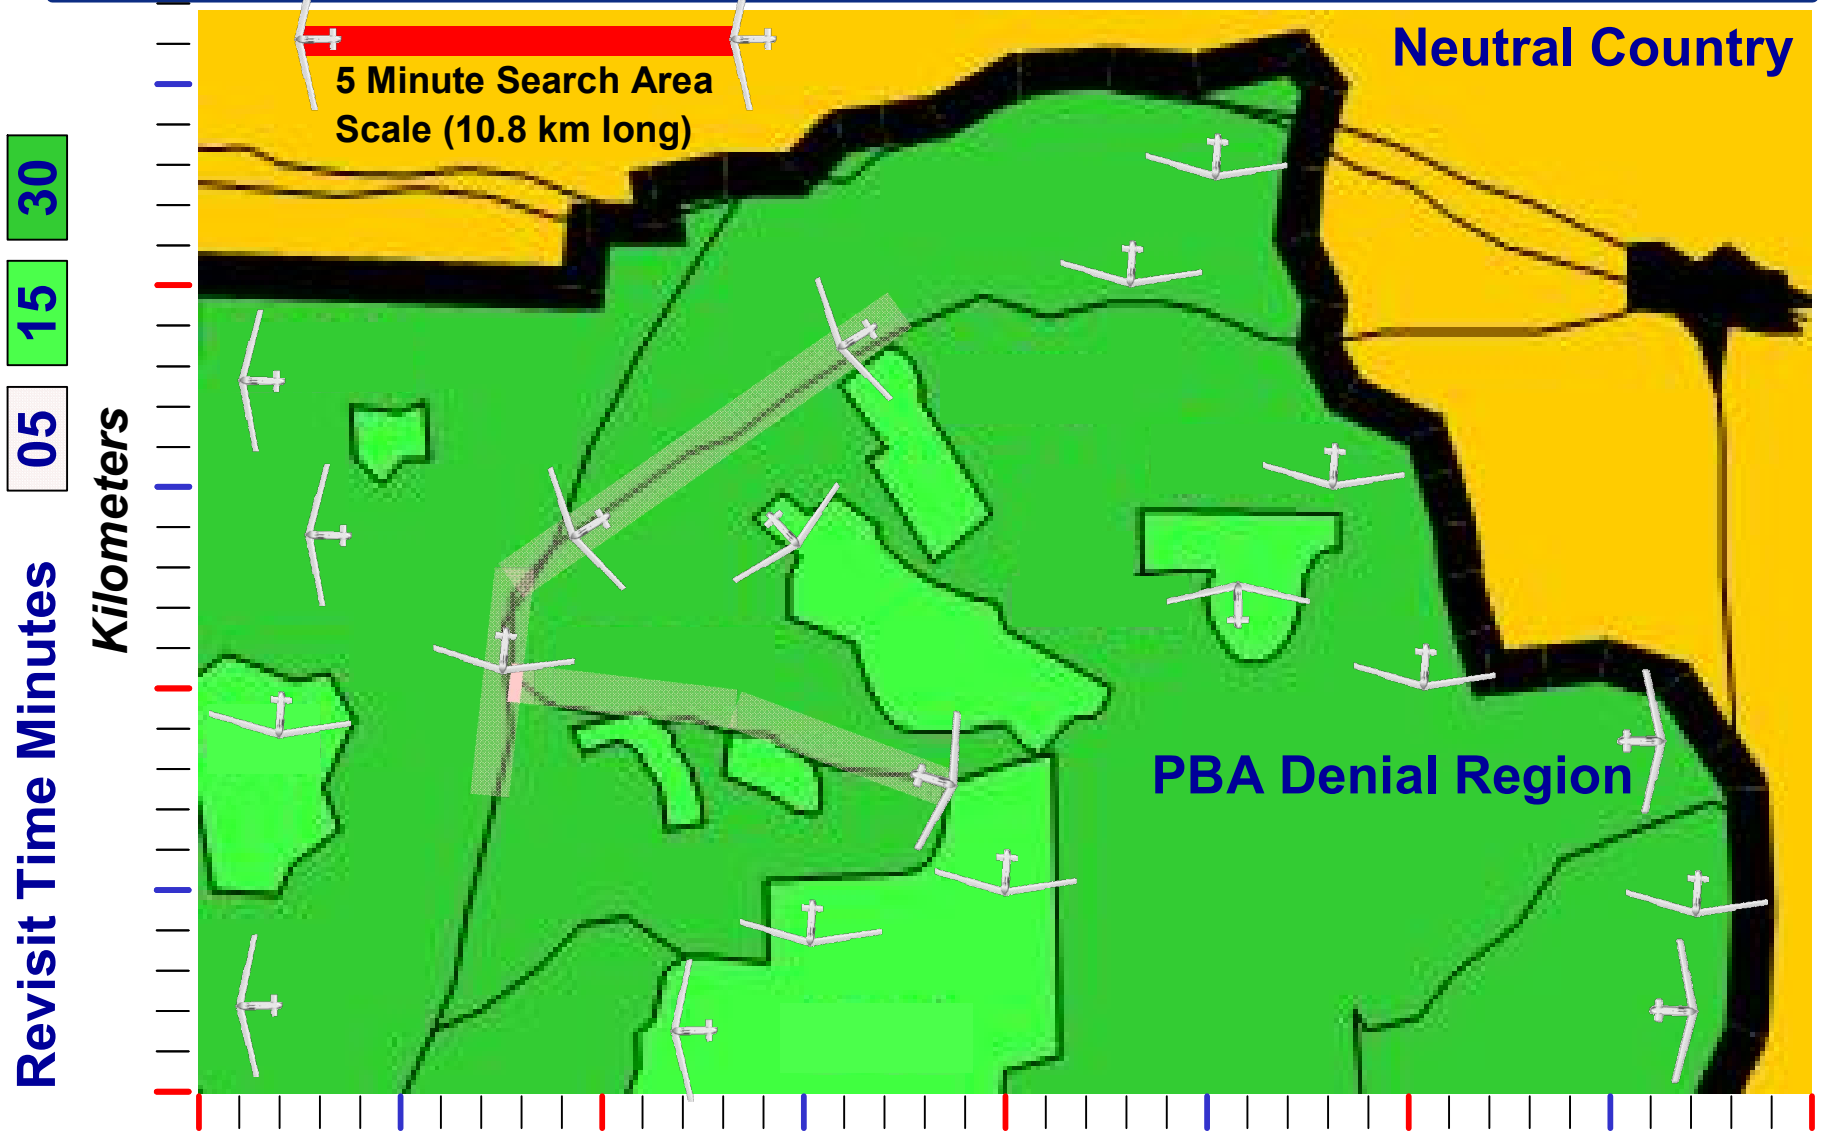 Neutral Country
5 Minute Search Area
Scale (10.8 km long)
30
15
05
Revisit Time Minutes
Kilometers
PBA Denial Region